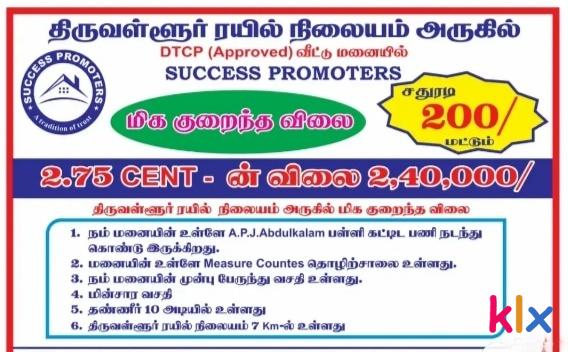 திருவள்ளூர் ரயில் நிலையம் அருகில்
DTCP (Approved) வீட்டு மனையில்
SUCCESS PROMOTERS
SUCCESS PROMOTERS
A tradition of trust
மிக குறைந்த விலை
சதுரடி
200/
மட்டும்
2.75 CENT - ன் விலை 2,40,000/
திருவள்ளூர் ரயில் நிலையம் அருகில் மிக குறைந்த விலை
1. நம் மனையின் உள்ளே A.P.J.Abdulkalam பள்ளி கட்டிட பணி நடந்து
கொண்டு இருக்கிறது.
2. மனையின் உள்ளே Measure Countes தொழிற்சாலை உள்ளது.
3. நம் மனையின் முன்பு பேருந்து வசதி உள்ளது.
4. மின்சார வசதி
5. தண்ணீர் 10 அடியில் உள்ளது
6. திருவள்ளூர் ரயில் நிலையம் 7 Km-ல் உள்ளது
klx